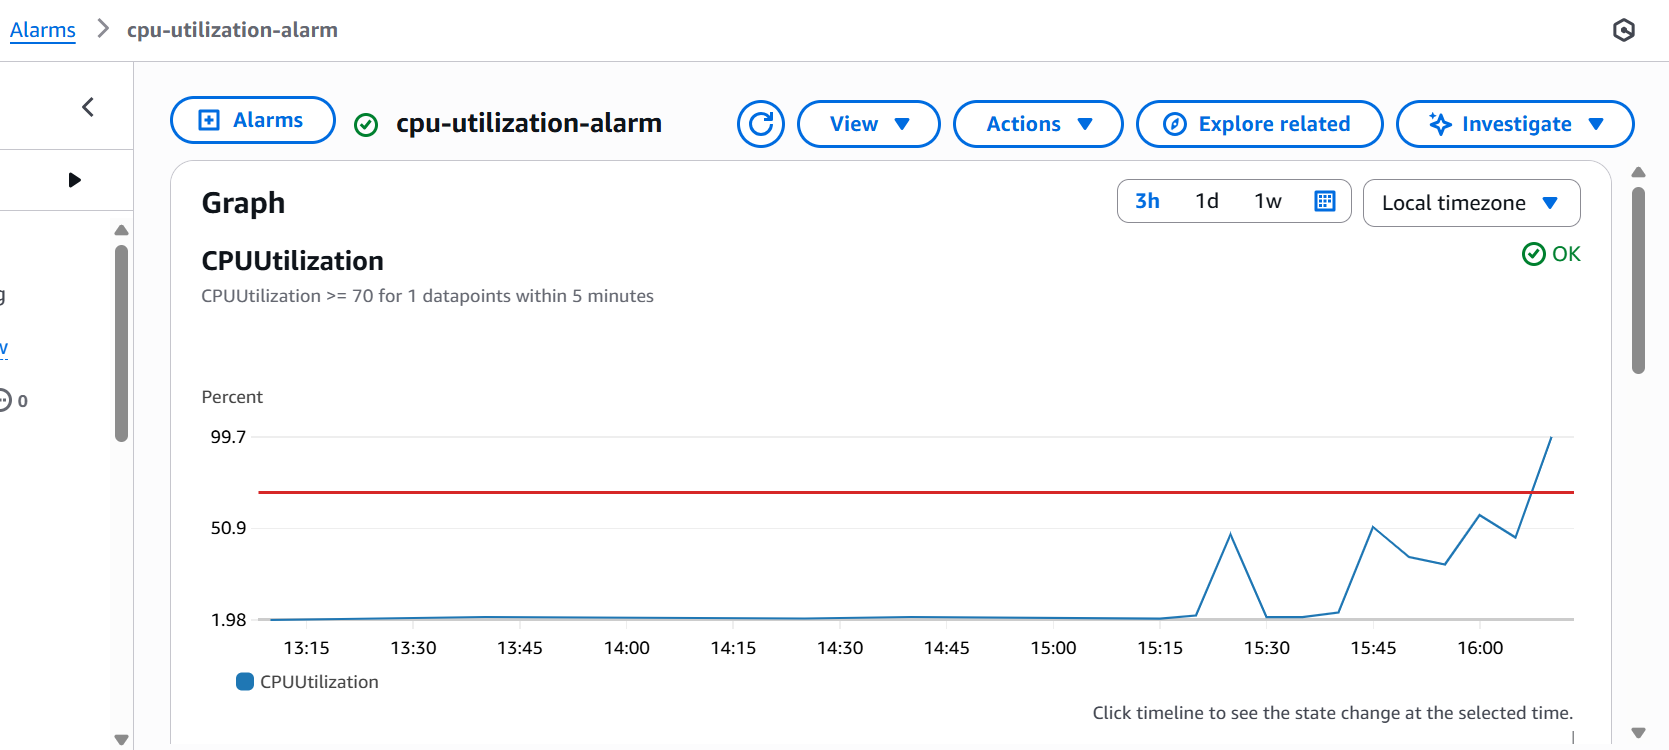 Alarms > cpu-utilization-alarm
Alarms cpu-utilization-alarm View Actions Explore related Investigate
Graph 3h 1d 1w Local timezone
CPUUtilization OK
CPUUtilization >= 70 for 1 datapoints within 5 minutes
g
w
0
Percent
99.7
50.9
1.98
13:15 13:30 13:45 14:00 14:15 14:30 14:45 15:00 15:15 15:30 15:45 16:00
CPUUtilization
Click timeline to see the state change at the selected time.